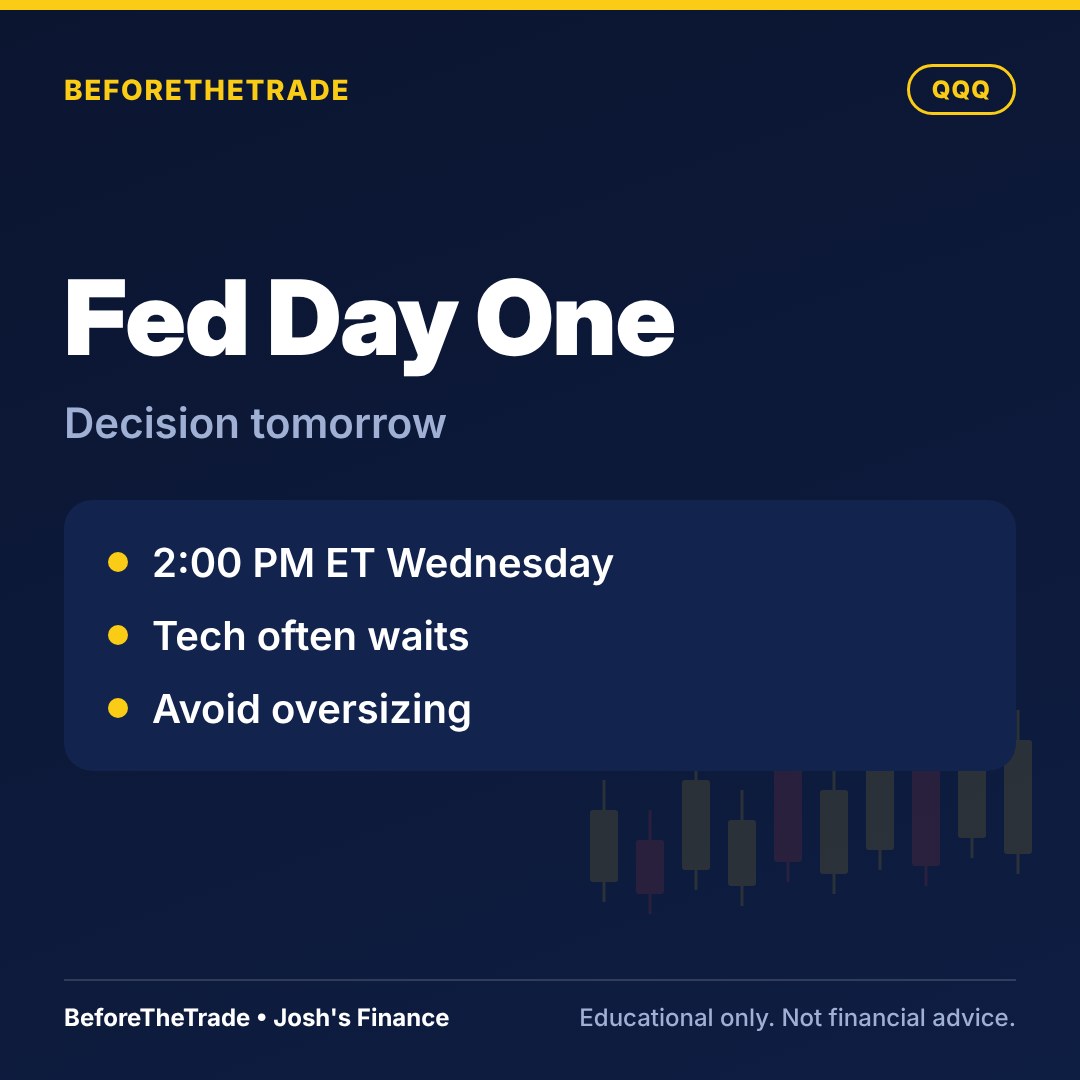 BEFORETHETRADE
QQQ
Fed Day One
Decision tomorrow
2:00 PM ET Wednesday
Tech often waits
Avoid oversizing
BeforeTheTrade • Josh's Finance
Educational only. Not financial advice.